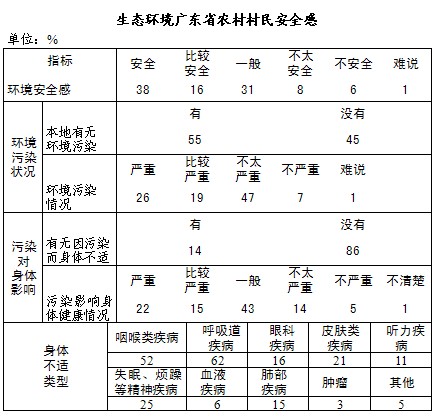 生态环境广东省农村村民安全感
单位：%
指标 安全 比较安全 一般 不太安全 不安全 难说
环境安全感 38 16 31 8 6 1
环境污染状况
本地有无环境污染
有 没有
55 45
环境污染情况
严重 比较严重 不太严重 不严重 难说
26 19 47 7 1
污染对身体影响
有无因污染而身体不适
有 没有
14 86
污染影响身体健康情况
严重 比较严重 一般 不太严重 不严重 不清楚
22 15 43 14 5 1
身体不适类型
咽喉类疾病 呼吸道疾病 眼科疾病 皮肤类疾病 听力疾病
52 62 16 21 11
失眠、烦躁等精神疾病 血液疾病 肺部疾病 肿瘤 其他
25 6 15 3 5